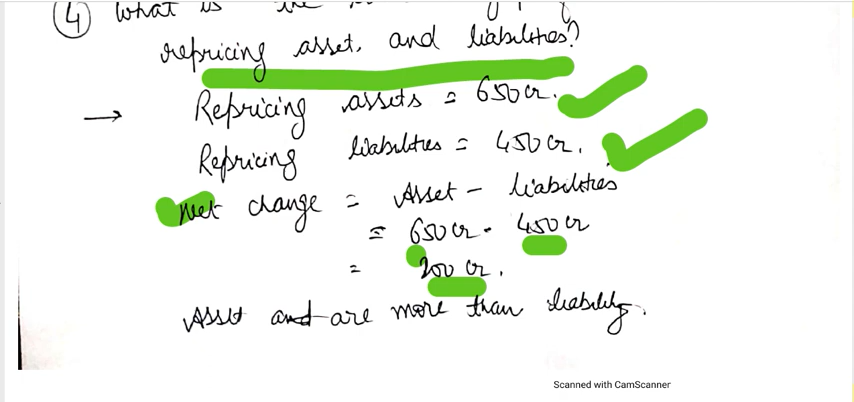 (4) What is the
repricing asset, and liabilities?
→ Repricing assets = 650 cr.
Repricing liabilities = 450 cr.
Net change = Asset - liabilities
= 650 cr - 450 cr
= 200 cr.
Asset and are more than liability.
Scanned with CamScanner